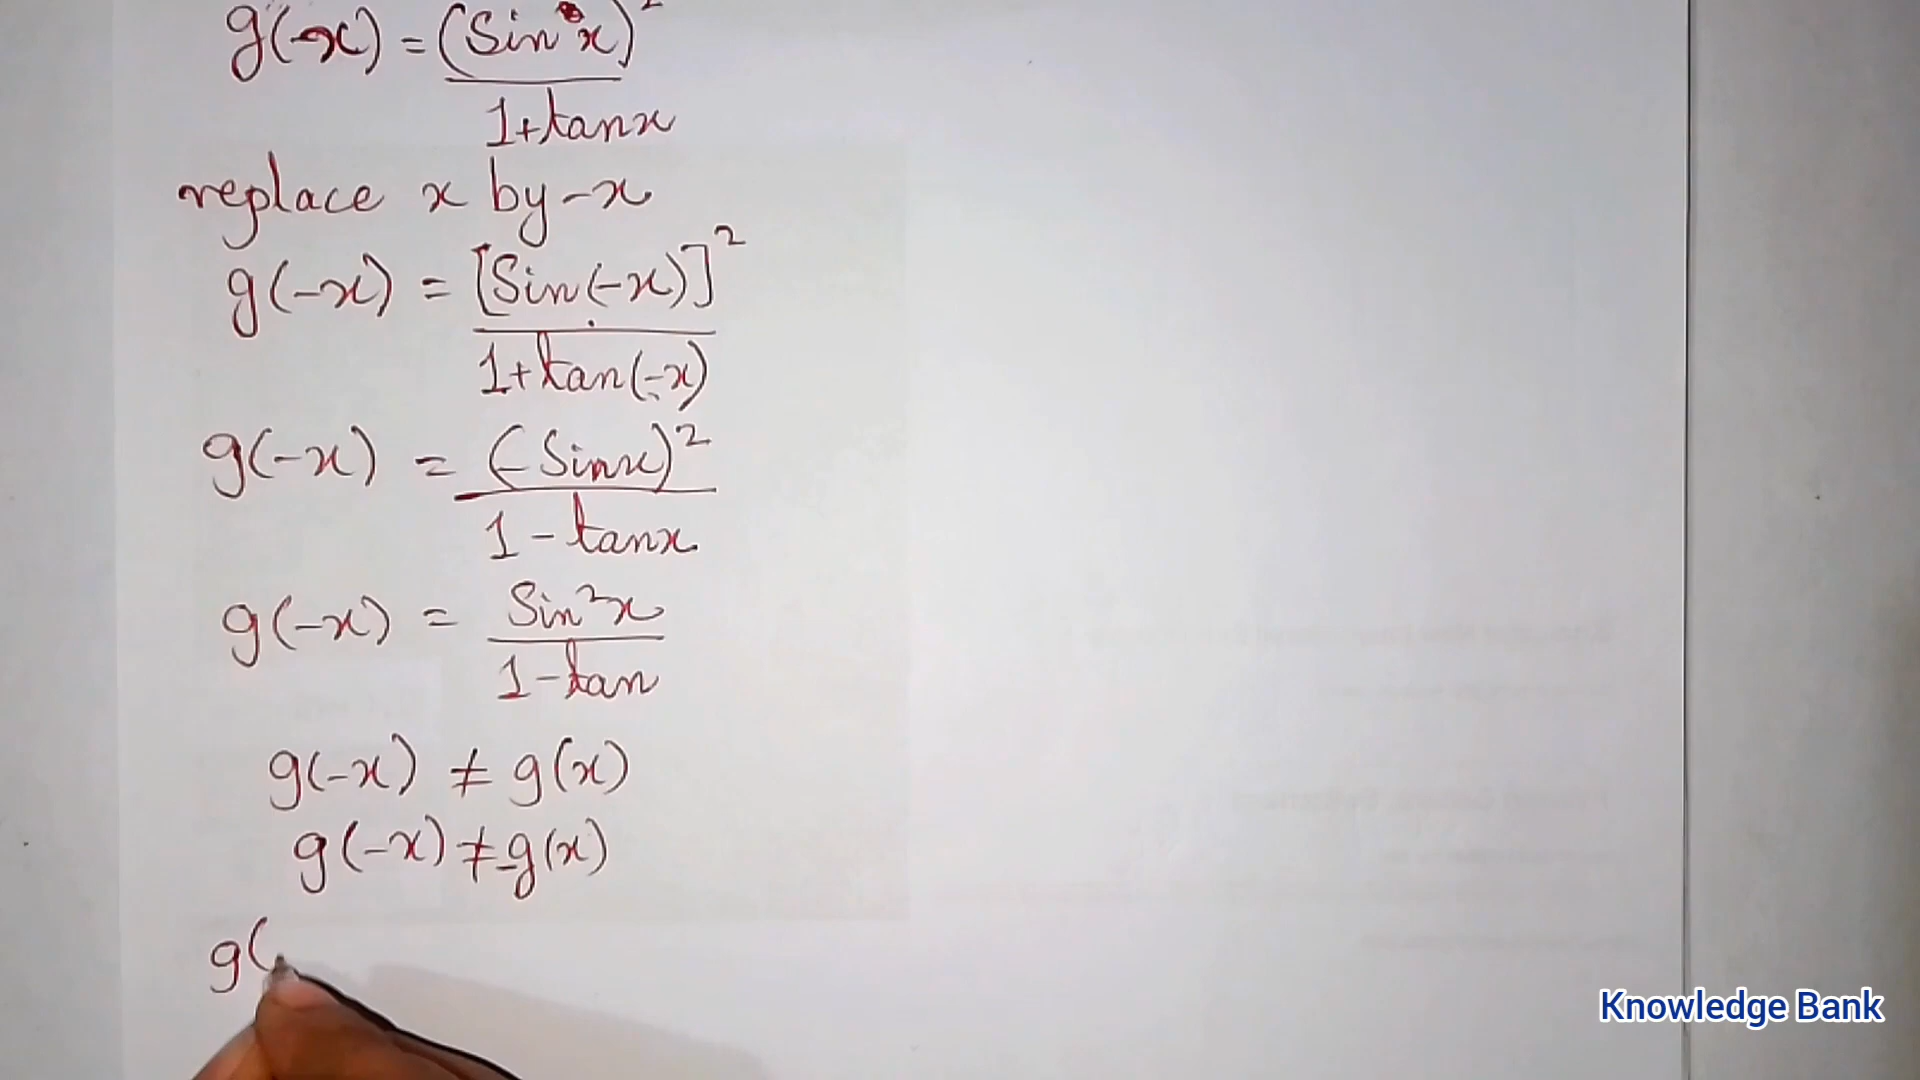 g(-x) = (Sin x)²
1+tanx
replace x by -x
g(-x) = [Sin(-x)]²
1+tan(-x)
g(-x) = (-Sinx)²
1-tanx
g(-x) = Sin²x
1-tan
g(-x) ≠ g(x)
g(-x) ≠ -g(x)
g(
Knowledge Bank